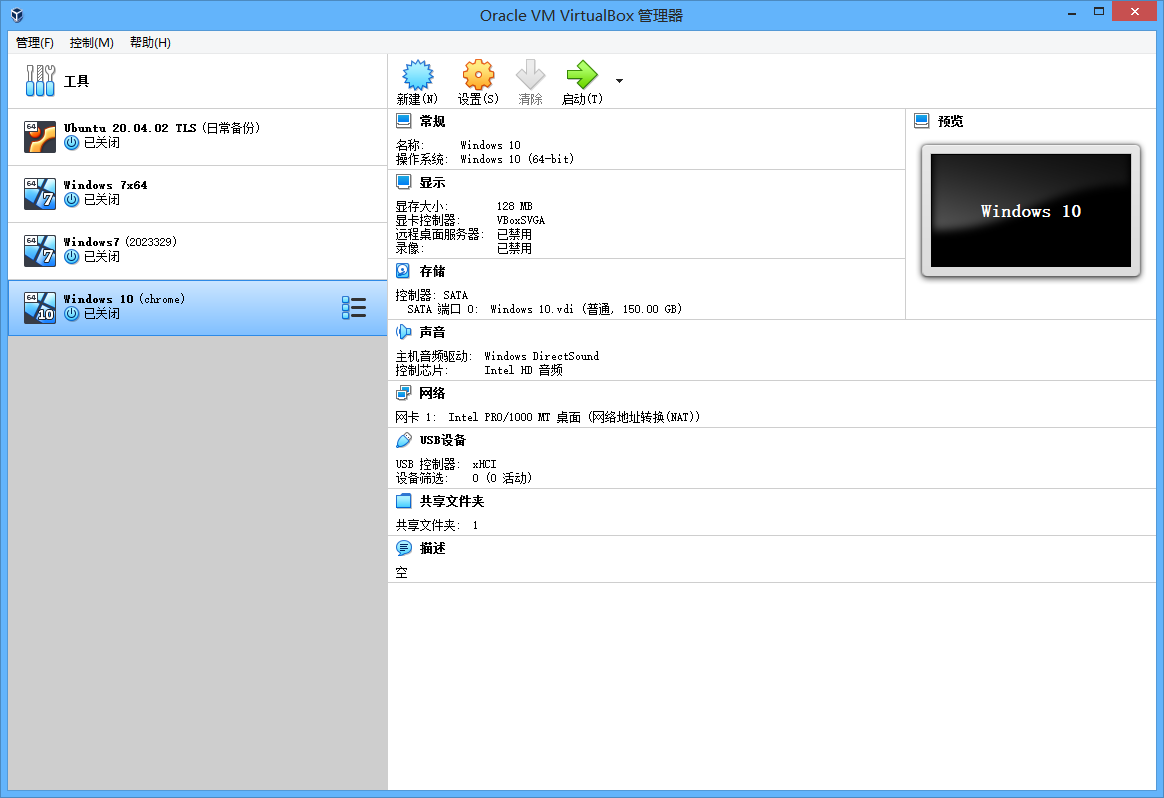 Oracle VM VirtualBox 管理器
管理(F) 控制(M) 帮助(H)
工具
新建(N) 设置(S) 清除 启动(T)
64
Ubuntu 20.04.02 TLS (日常备份)
已关闭
64
7
Windows 7x64
已关闭
64
7
Windows7 (2023329)
已关闭
64
10
Windows 10 (chrome)
已关闭
常规
名称: Windows 10
操作系统: Windows 10 (64-bit)
显示
显存大小: 128 MB
显卡控制器: VBoxSVGA
远程桌面服务器: 已禁用
录像: 已禁用
存储
控制器: SATA
SATA 端口 0: Windows 10.vdi (普通, 150.00 GB)
声音
主机音频驱动: Windows DirectSound
控制芯片: Intel HD 音频
网络
网卡 1: Intel PRO/1000 MT 桌面 (网络地址转换(NAT))
USB设备
USB 控制器: xHCI
设备筛选: 0 (0 活动)
共享文件夹
共享文件夹: 1
描述
空
预览
Windows 10